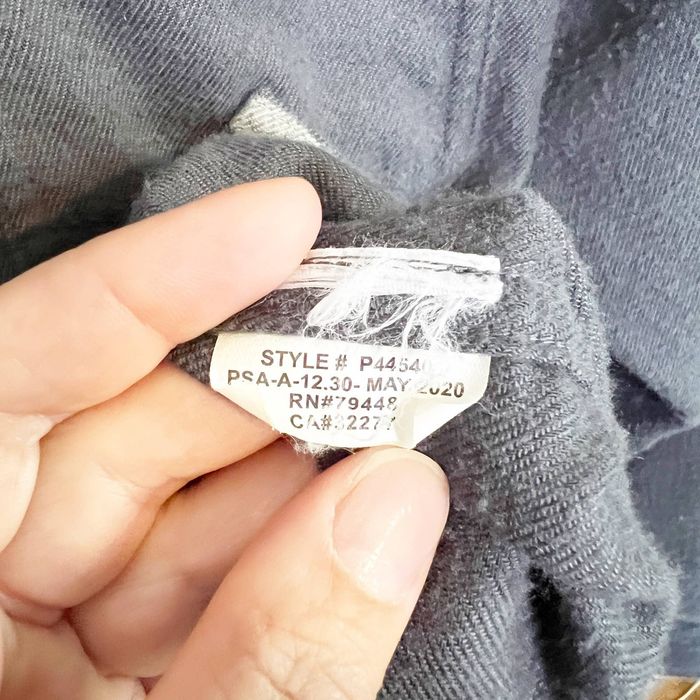 STYLE #
PSA-A-12.30- MAY 2020
RN#79448